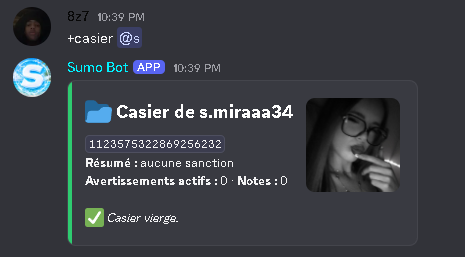 8z7 10:39 PM
+casier @s
Sumo Bot APP 10:39 PM
Casier de s.miraaa34
1123575322869256232
Résumé : aucune sanction
Avertissements actifs : 0 · Notes : 0
Casier vierge.